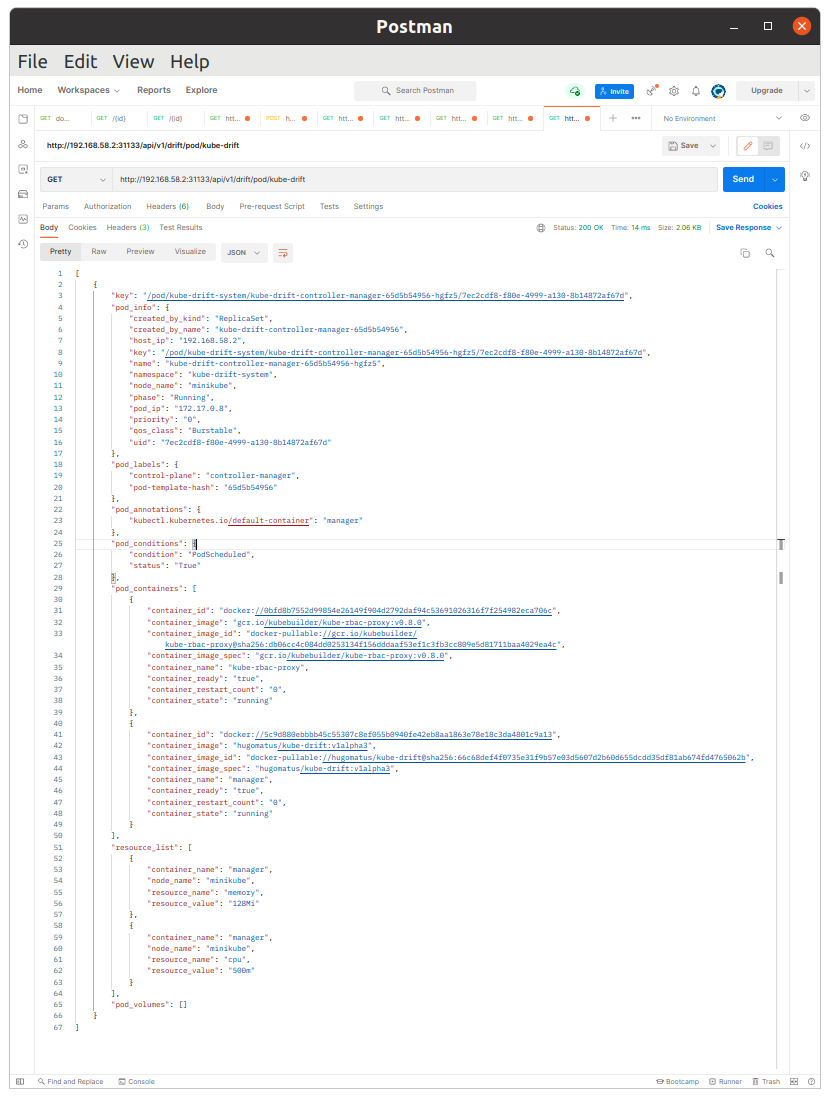 Postman
File Edit View Help
Home Workspaces Reports Explore Search Postman Invite Upgrade
GET do... GET /{id} GET /{id} GET htt... POST h... GET htt... GET htt... GET htt... GET htt... GET htt... No Environment
http://192.168.58.2:31133/api/v1/drift/pod/kube-drift Save
GET http://192.168.58.2:31133/api/v1/drift/pod/kube-drift Send
Params Authorization Headers (6) Body Pre-request Script Tests Settings Cookies
Body Cookies Headers (3) Test Results Status: 200 OK Time: 14 ms Size: 2.06 KB Save Response
Pretty Raw Preview Visualize JSON
1 [
2 {
3 "key": "/pod/kube-drift-system/kube-drift-controller-manager-65d5b54956-hgfz5/7ec2cdf8-f80e-4999-a130-8b14872af67d",
4 "pod_info": {
5 "created_by_kind": "ReplicaSet",
6 "created_by_name": "kube-drift-controller-manager-65d5b54956",
7 "host_ip": "192.168.58.2",
8 "key": "/pod/kube-drift-system/kube-drift-controller-manager-65d5b54956-hgfz5/7ec2cdf8-f80e-4999-a130-8b14872af67d",
9 "name": "kube-drift-controller-manager-65d5b54956-hgfz5",
10 "namespace": "kube-drift-system",
11 "node_name": "minikube",
12 "phase": "Running",
13 "pod_ip": "172.17.0.8",
14 "priority": "0",
15 "qos_class": "Burstable",
16 "uid": "7ec2cdf8-f80e-4999-a130-8b14872af67d"
17 },
18 "pod_labels": {
19 "control-plane": "controller-manager",
20 "pod-template-hash": "65d5b54956"
21 },
22 "pod_annotations": {
23 "kubectl.kubernetes.io/default-container": "manager"
24 },
25 "pod_conditions": {
26 "condition": "PodScheduled",
27 "status": "True"
28 },
29 "pod_containers": [
30 {
31 "container_id": "docker://0bfd8b7552d99854e26149f904d2792daf94c53691026316f7f254982eca706c",
32 "container_image": "gcr.io/kubebuilder/kube-rbac-proxy:v0.8.0",
33 "container_image_id": "docker-pullable://gcr.io/kubebuilder/
kube-rbac-proxy@sha256:db06cc4c084dd0253134f156dddaaf53ef1c3fb3cc809e5d81711baa4029ea4c",
34 "container_image_spec": "gcr.io/kubebuilder/kube-rbac-proxy:v0.8.0",
35 "container_name": "kube-rbac-proxy",
36 "container_ready": "true",
37 "container_restart_count": "0",
38 "container_state": "running"
39 },
40 {
41 "container_id": "docker://5c9d880ebbbb45c55307c8ef055b0940fe42eb8aa1863e78e18c3da4801c9a13",
42 "container_image": "hugomatus/kube-drift:v1alpha3",
43 "container_image_id": "docker-pullable://hugomatus/kube-drift@sha256:66c68def4f0735e31f9b57e03d5607d2b60d655dcdd35df81ab674fd4765062b",
44 "container_image_spec": "hugomatus/kube-drift:v1alpha3",
45 "container_name": "manager",
46 "container_ready": "true",
47 "container_restart_count": "0",
48 "container_state": "running"
49 }
50 ],
51 "resource_list": [
52 {
53 "container_name": "manager",
54 "node_name": "minikube",
55 "resource_name": "memory",
56 "resource_value": "128Mi"
57 },
58 {
59 "container_name": "manager",
60 "node_name": "minikube",
61 "resource_name": "cpu",
62 "resource_value": "500m"
63 }
64 ],
65 "pod_volumes": []
66 }
67 ]
Find and Replace Console Bootcamp Runner Trash